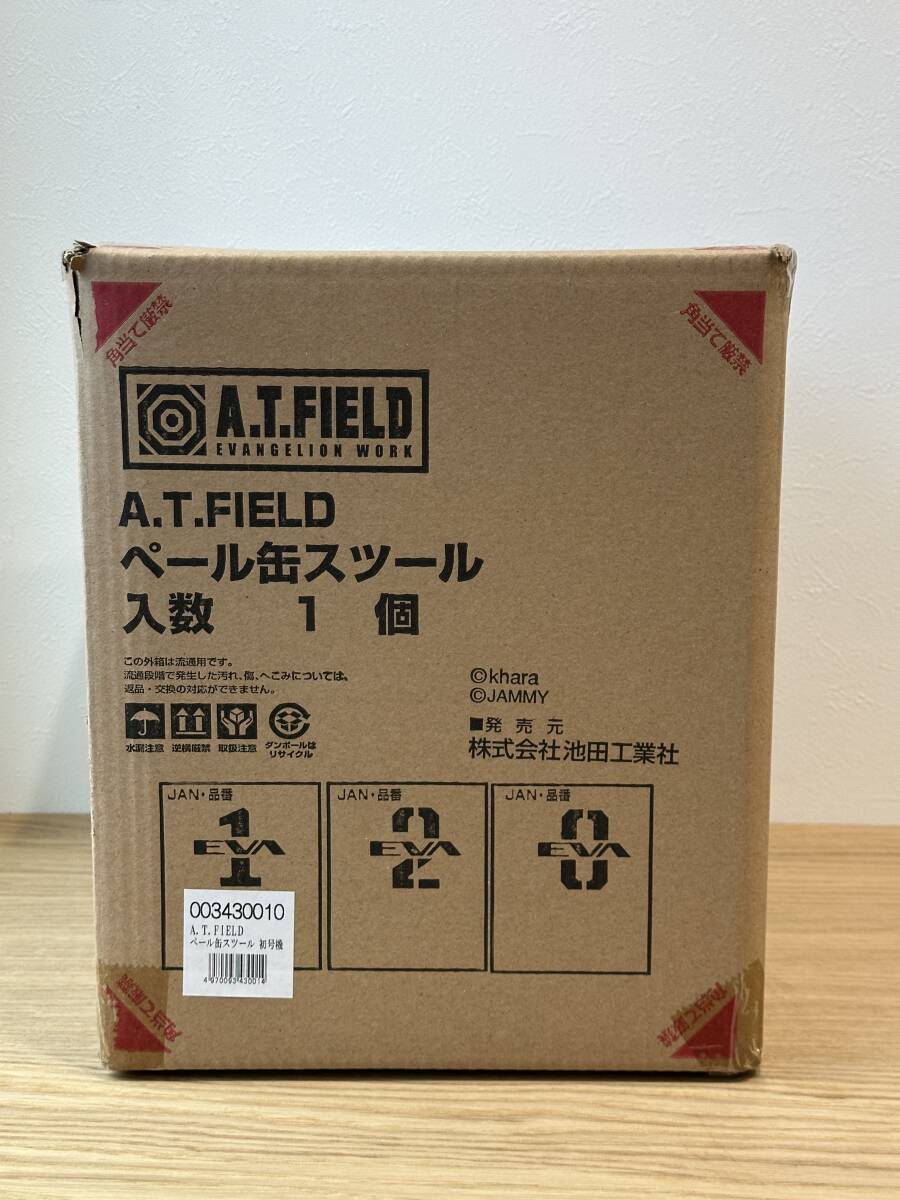 角当て厳禁
角当て厳禁
A.T.FIELD
EVANGELION WORK
A.T.FIELD
ペール缶スツール
入数 1 個
この外箱は流通用です。
流通段階で発生した汚れ、傷、へこみについては、
返品・交換の対応ができません。
©khara
©JAMMY
■発売元
株式会社池田工業社
水濡注意
逆積厳禁
取扱注意
ダンボールは
リサイクル
JAN・品番
1
EVA
JAN・品番
2
EVA
JAN・品番
0
EVA
003430010
A.T.FIELD
ペール缶スツール 初号機
4970093430014
角当て厳禁
角当て厳禁